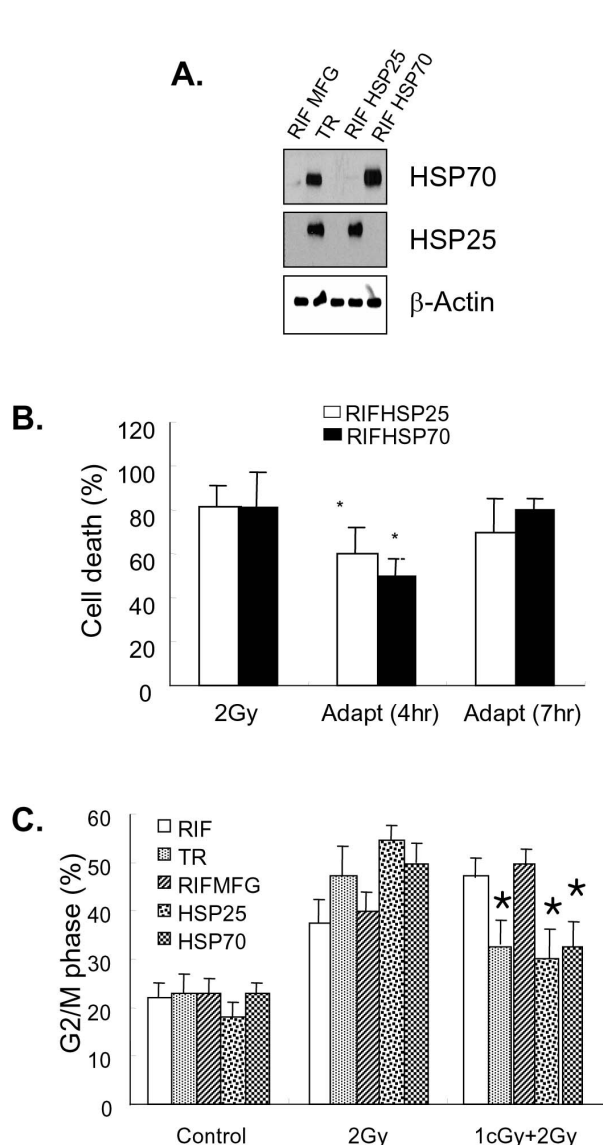 A.
RIF MFG
TR
RIF HSP25
RIF HSP70
HSP70
HSP25
β-Actin
B.
RIFHSP25
RIFHSP70
Cell death (%)
120
100
80
60
40
20
0
*
*
2Gy
Adapt (4hr)
Adapt (7hr)
C.
G2/M phase (%)
60
50
40
30
20
10
0
RIF
TR
RIFMFG
HSP25
HSP70
*
*
*
Control
2Gy
1cGy+2Gy